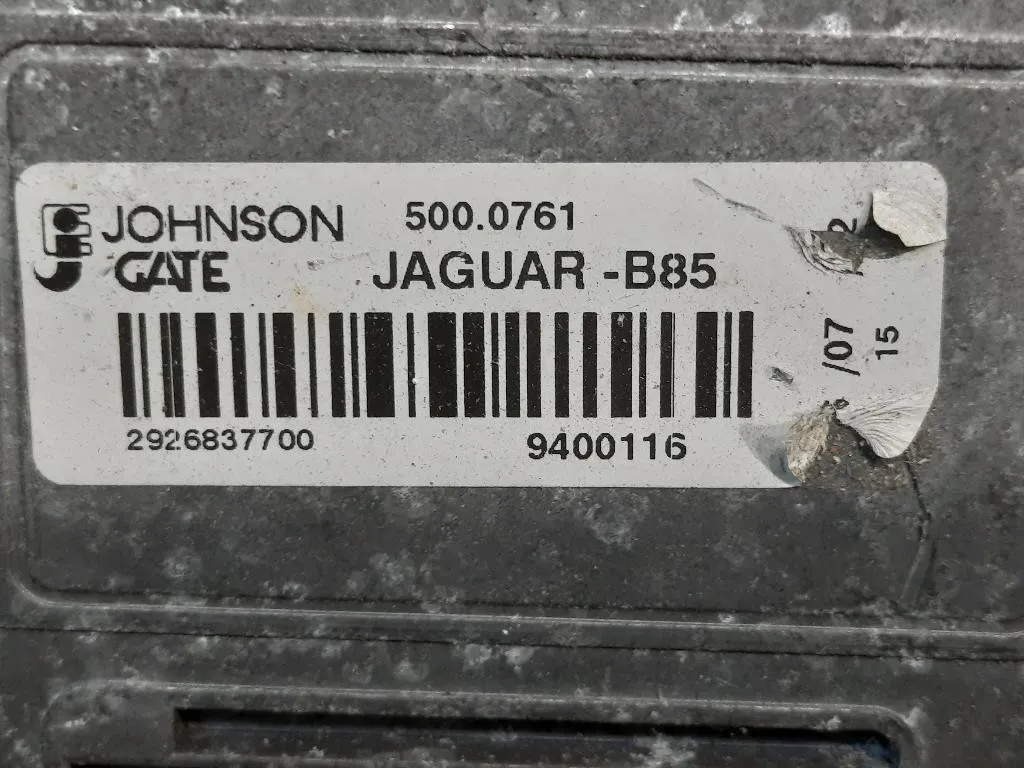 JOHNSON
GATE
500.0761
JAGUAR -B85
2926837700
9400116
/07
15